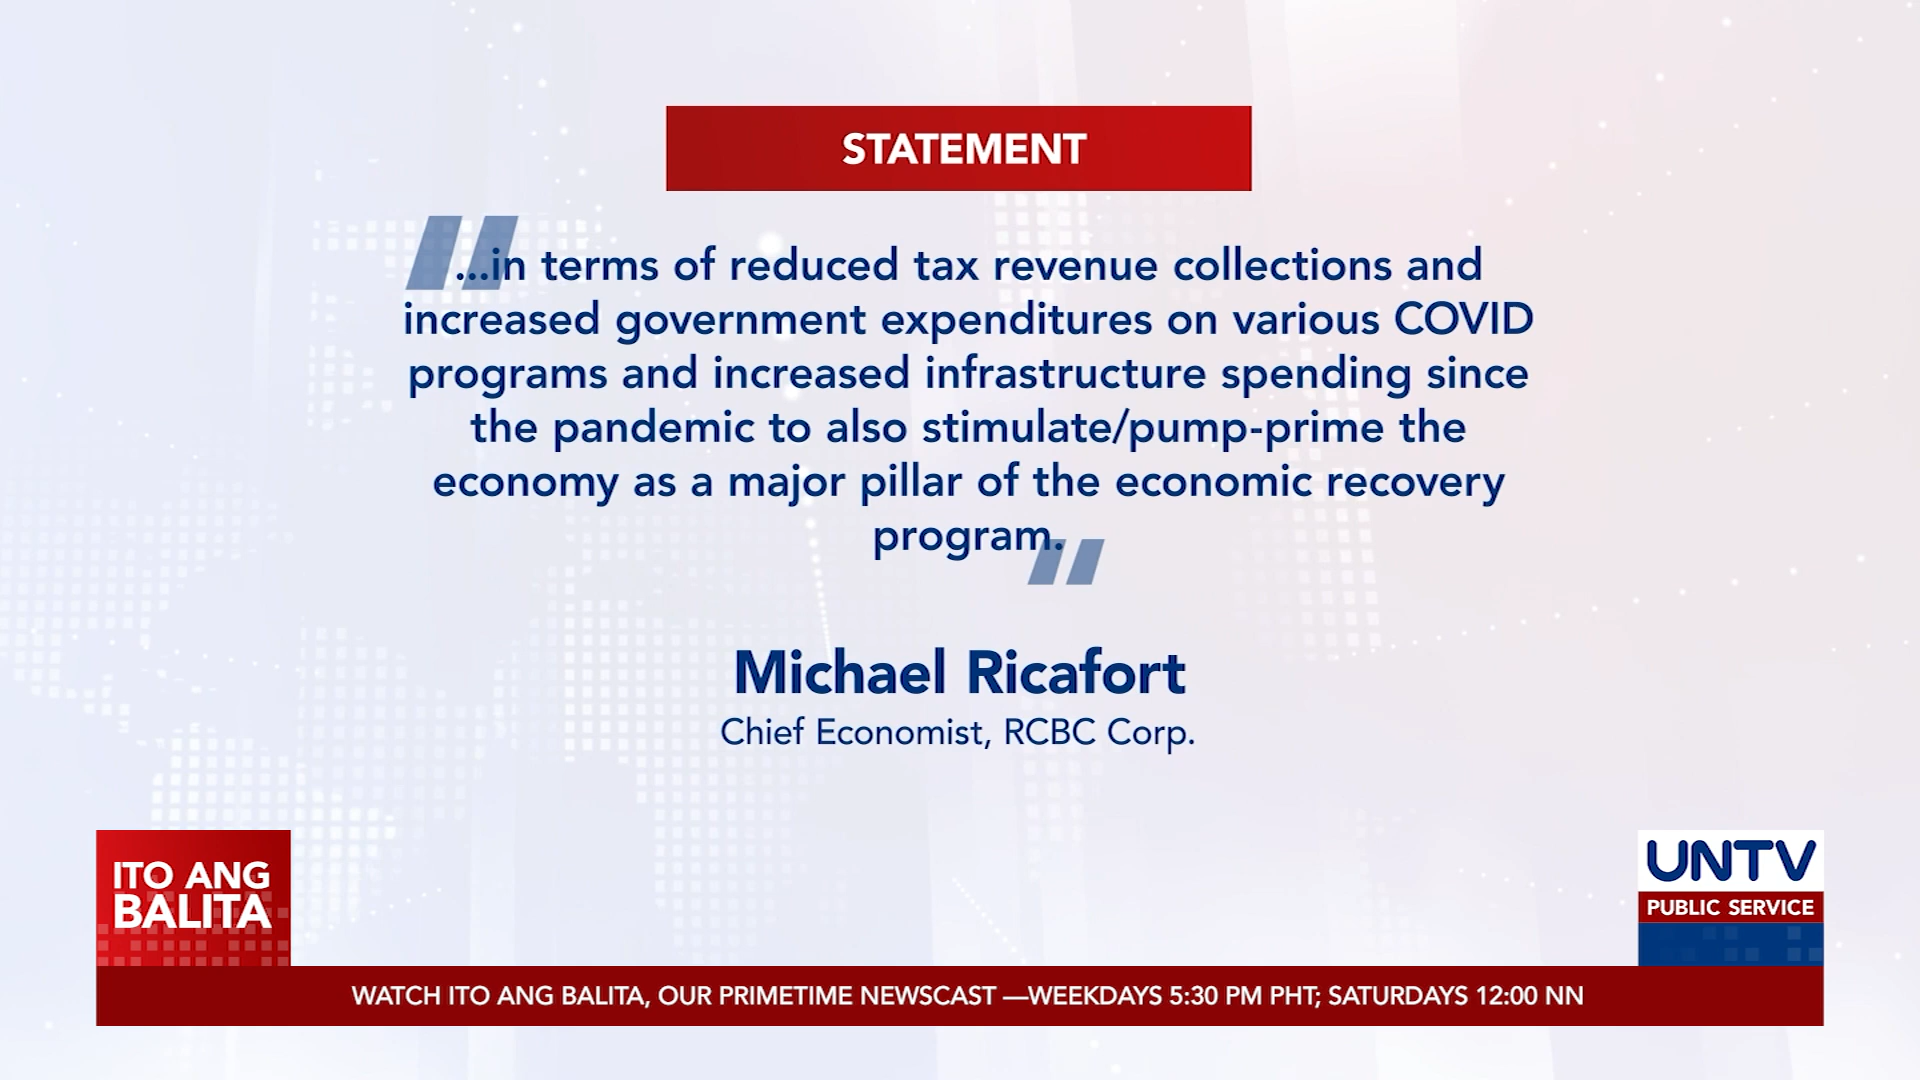 STATEMENT
...in terms of reduced tax revenue collections and
increased government expenditures on various COVID
programs and increased infrastructure spending since
the pandemic to also stimulate/pump-prime the
economy as a major pillar of the economic recovery
program.
Michael Ricafort
Chief Economist, RCBC Corp.
ITO ANG
BALITA
UNTV
PUBLIC SERVICE
WATCH ITO ANG BALITA, OUR PRIMETIME NEWSCAST —WEEKDAYS 5:30 PM PHT; SATURDAYS 12:00 NN